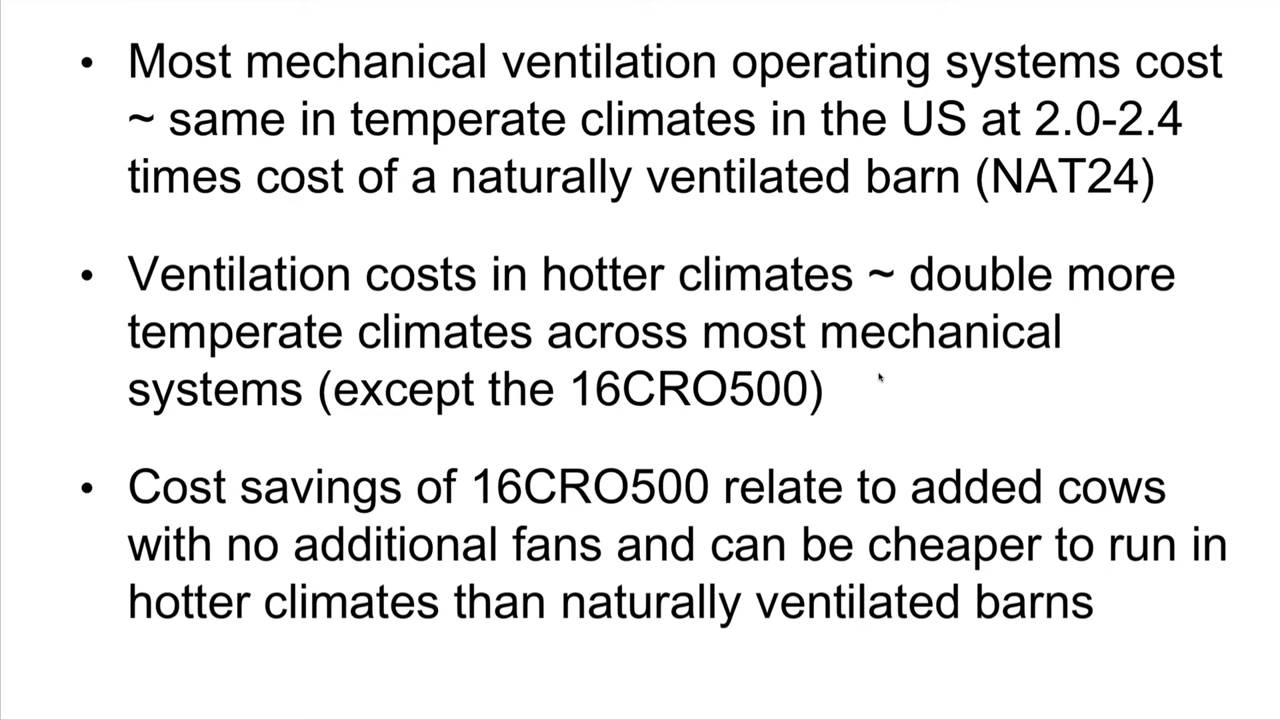 • Most mechanical ventilation operating systems cost
~ same in temperate climates in the US at 2.0-2.4
times cost of a naturally ventilated barn (NAT24)
• Ventilation costs in hotter climates ~ double more
temperate climates across most mechanical
systems (except the 16CRO500)
• Cost savings of 16CRO500 relate to added cows
with no additional fans and can be cheaper to run in
hotter climates than naturally ventilated barns